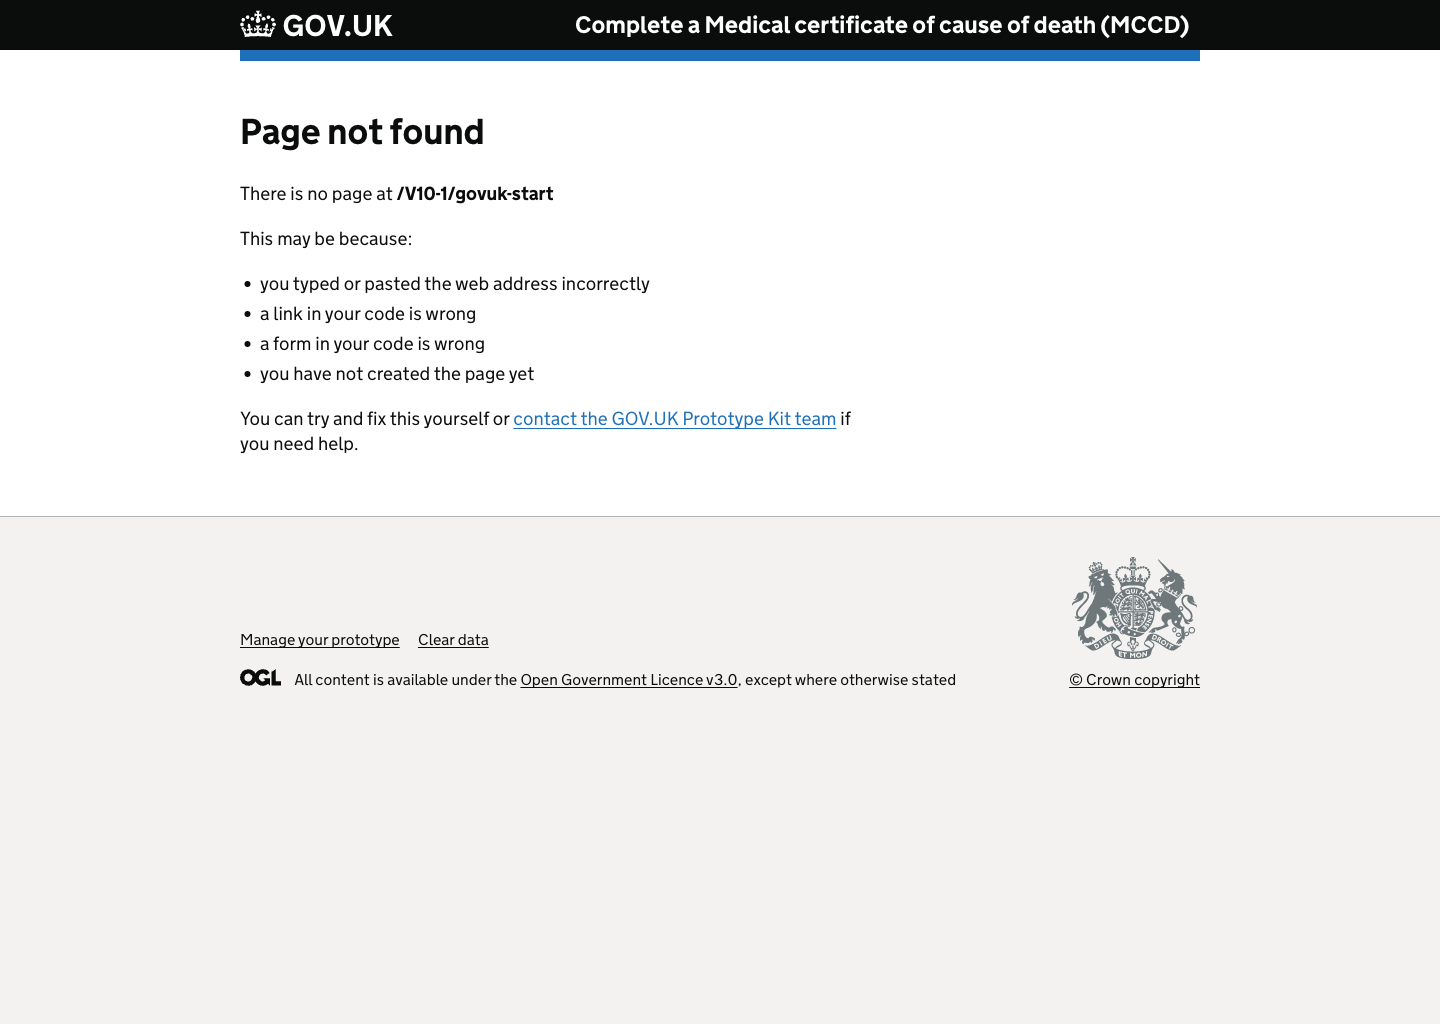 GOV.UK
Complete a Medical certificate of cause of death (MCCD)
Page not found
There is no page at /V10-1/govuk-start
This may be because:
• you typed or pasted the web address incorrectly
• a link in your code is wrong
• a form in your code is wrong
• you have not created the page yet
You can try and fix this yourself or contact the GOV.UK Prototype Kit team if
you need help.
Manage your prototype Clear data
OGL All content is available under the Open Government Licence v3.0, except where otherwise stated
DIEU ET MON DROIT
© Crown copyright